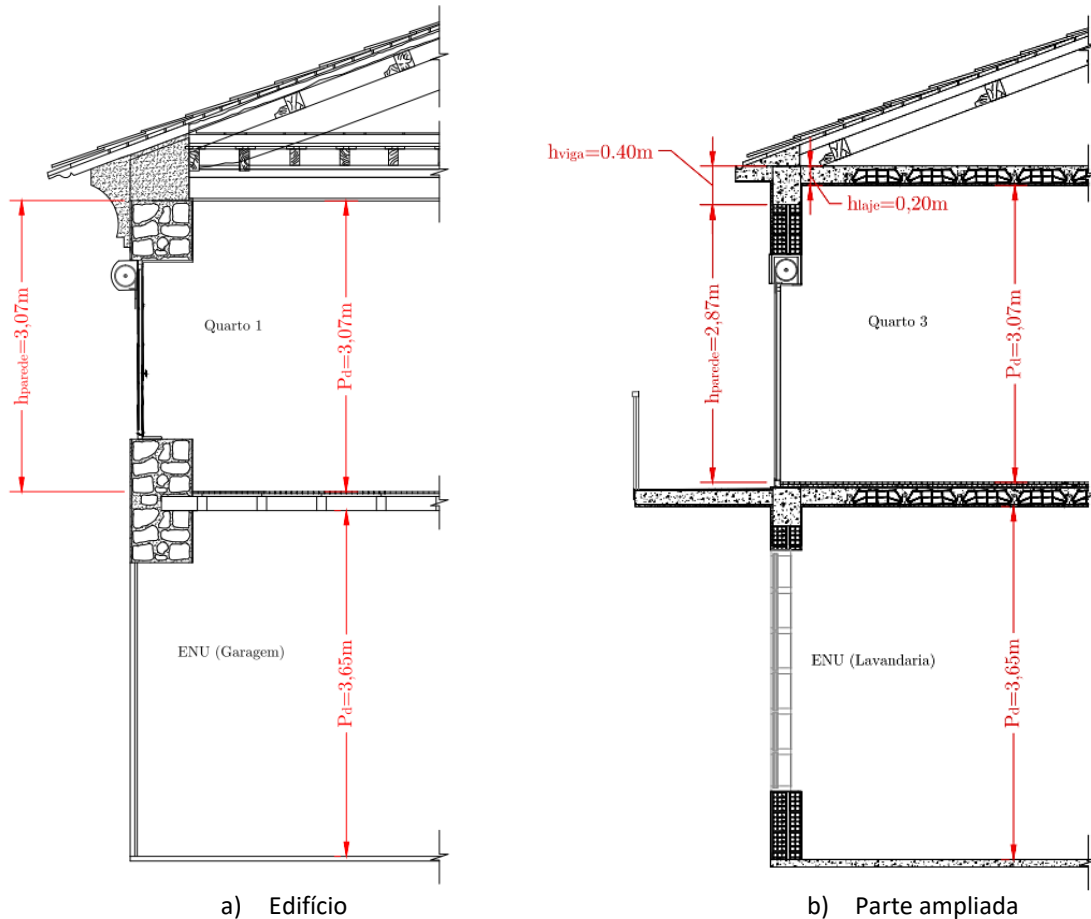 hparede=3,07m
Quarto 1
Pd=3,07m
ENU (Garagem)
Pd=3,65m
a) Edifício
hviga=0.40m
hlaje=0,20m
hparede=2,87m
Quarto 3
Pd=3,07m
ENU (Lavandaria)
Pd=3,65m
b) Parte ampliada